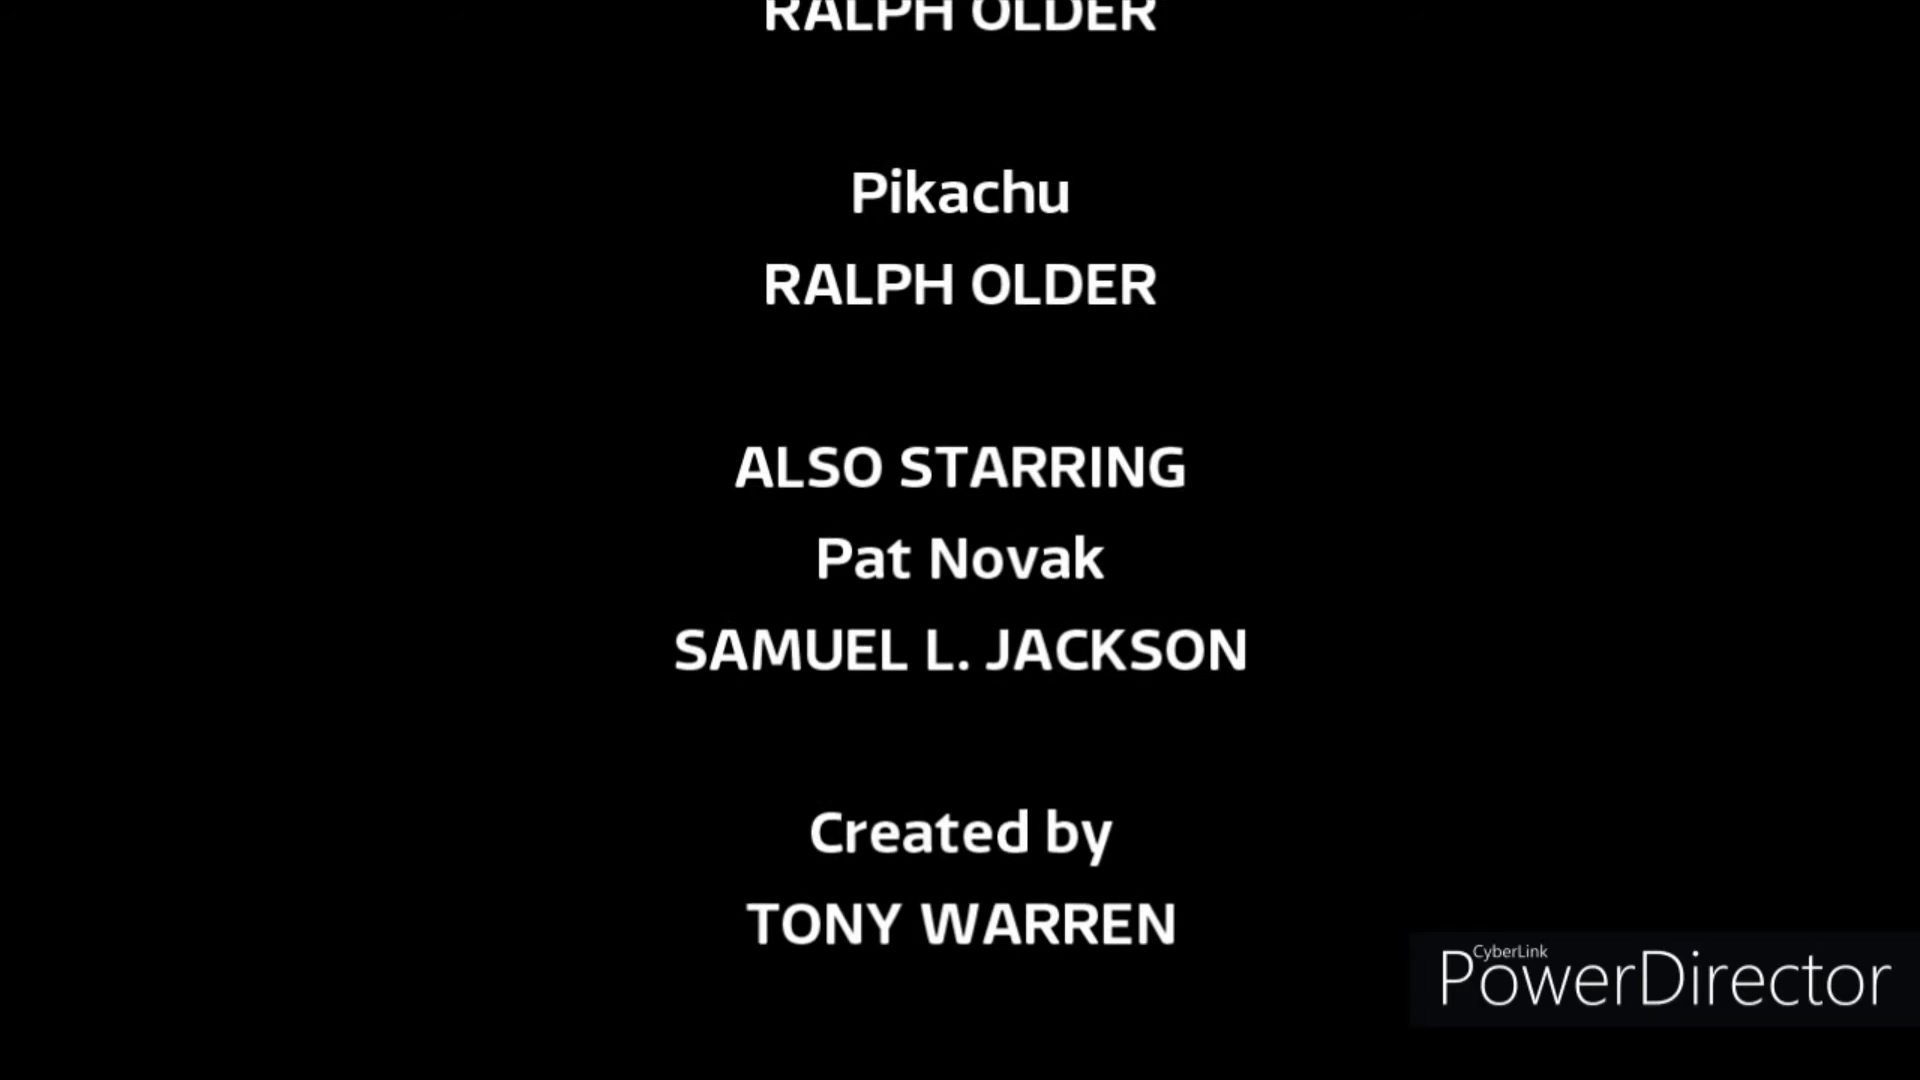 RALPH OLDER
Pikachu
RALPH OLDER
ALSO STARRING
Pat Novak
SAMUEL L. JACKSON
Created by
TONY WARREN
CyberLink
PowerDirector